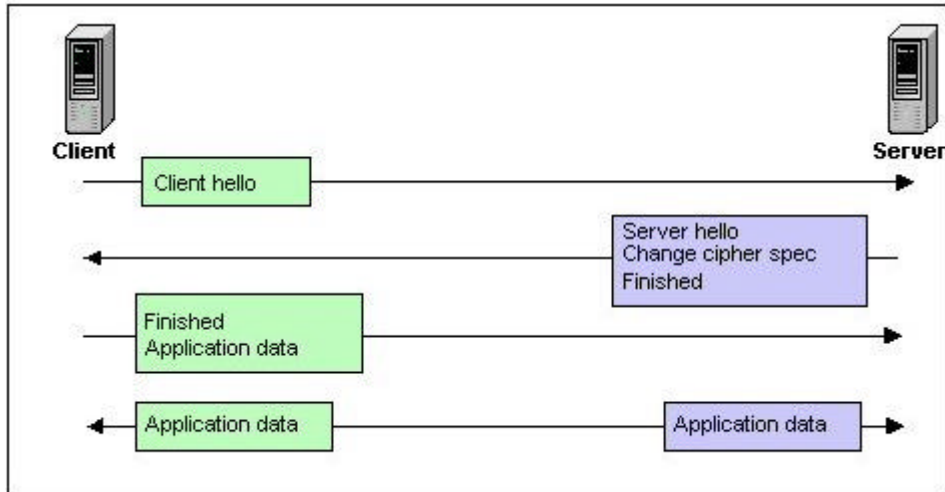 Client
Server
Client hello
Server hello
Change cipher spec
Finished
Finished
Application data
Application data
Application data